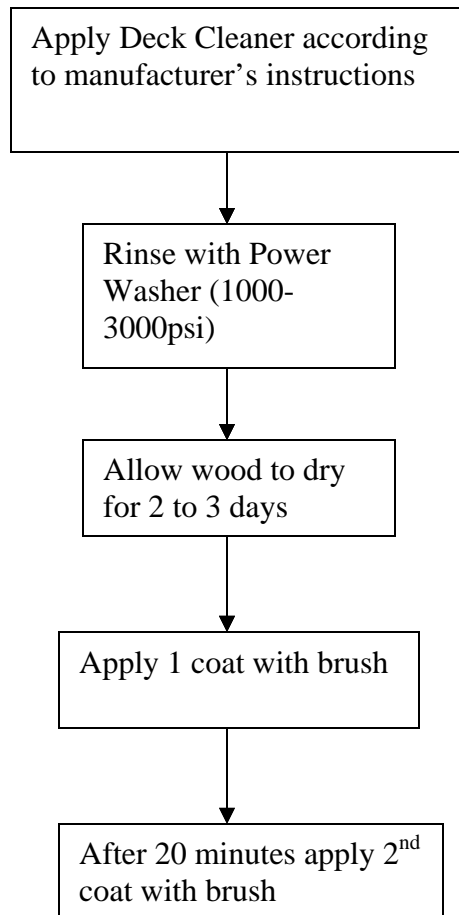 Apply Deck Cleaner according
to manufacturer’s instructions
Rinse with Power
Washer (1000-
3000psi)
Allow wood to dry
for 2 to 3 days
Apply 1 coat with brush
After 20 minutes apply 2nd
coat with brush